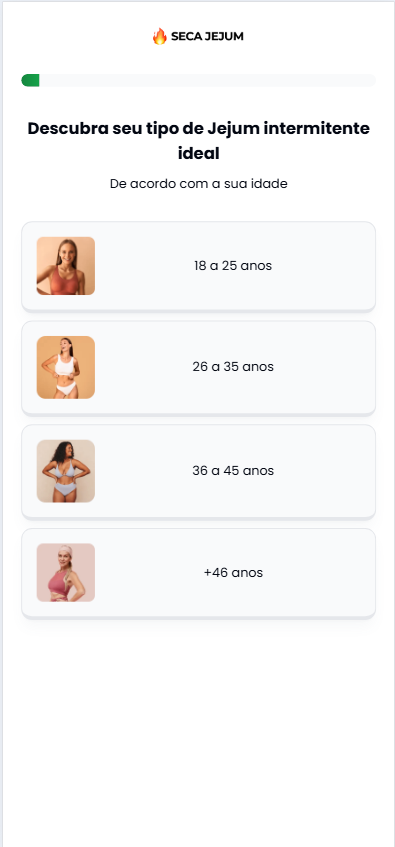 🔥 SECA JEJUM
Descubra seu tipo de Jejum intermitente
ideal
De acordo com a sua idade
18 a 25 anos
26 a 35 anos
36 a 45 anos
+46 anos